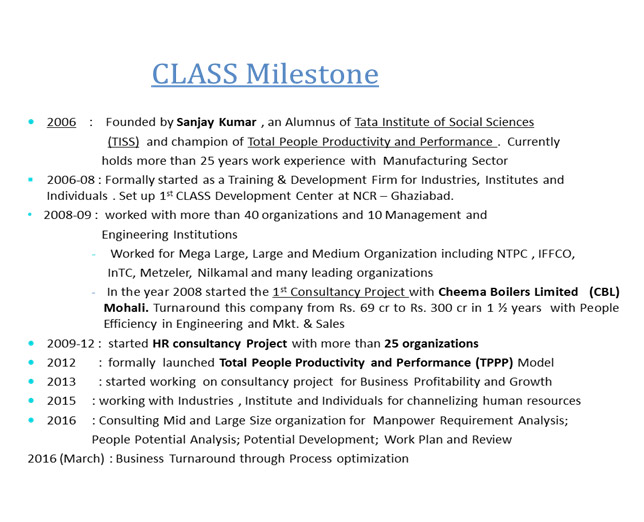 CLASS Milestone
• 2006 : Founded by Sanjay Kumar , an Alumnus of Tata Institute of Social Sciences
(TISS) and champion of Total People Productivity and Performance . Currently
holds more than 25 years work experience with Manufacturing Sector
• 2006-08 : Formally started as a Training & Development Firm for Industries, Institutes and
Individuals . Set up 1st CLASS Development Center at NCR – Ghaziabad.
• 2008-09 : worked with more than 40 organizations and 10 Management and
Engineering Institutions
- Worked for Mega Large, Large and Medium Organization including NTPC , IFFCO,
InTC, Metzeler, Nilkamal and many leading organizations
- In the year 2008 started the 1st Consultancy Project with Cheema Boilers Limited (CBL)
Mohali. Turnaround this company from Rs. 69 cr to Rs. 300 cr in 1 ½ years with People
Efficiency in Engineering and Mkt. & Sales
• 2009-12 : started HR consultancy Project with more than 25 organizations
• 2012 : formally launched Total People Productivity and Performance (TPPP) Model
• 2013 : started working on consultancy project for Business Profitability and Growth
• 2015 : working with Industries , Institute and Individuals for channelizing human resources
• 2016 : Consulting Mid and Large Size organization for Manpower Requirement Analysis;
People Potential Analysis; Potential Development; Work Plan and Review
2016 (March) : Business Turnaround through Process optimization